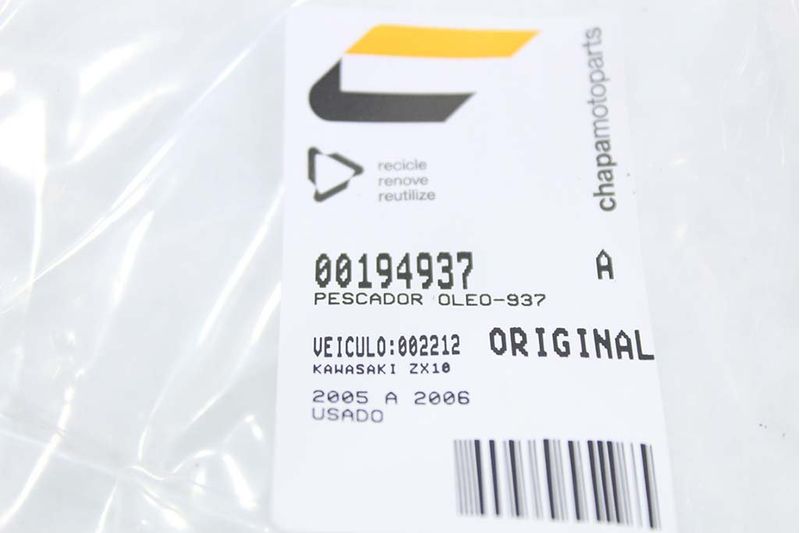 chapamotoparts
recicle
renove
reutilize
00194937 A
PESCADOR OLEO-937
VEICULO:002212 ORIGINAL
KAWASAKI ZX10
2005 A 2006
USADO